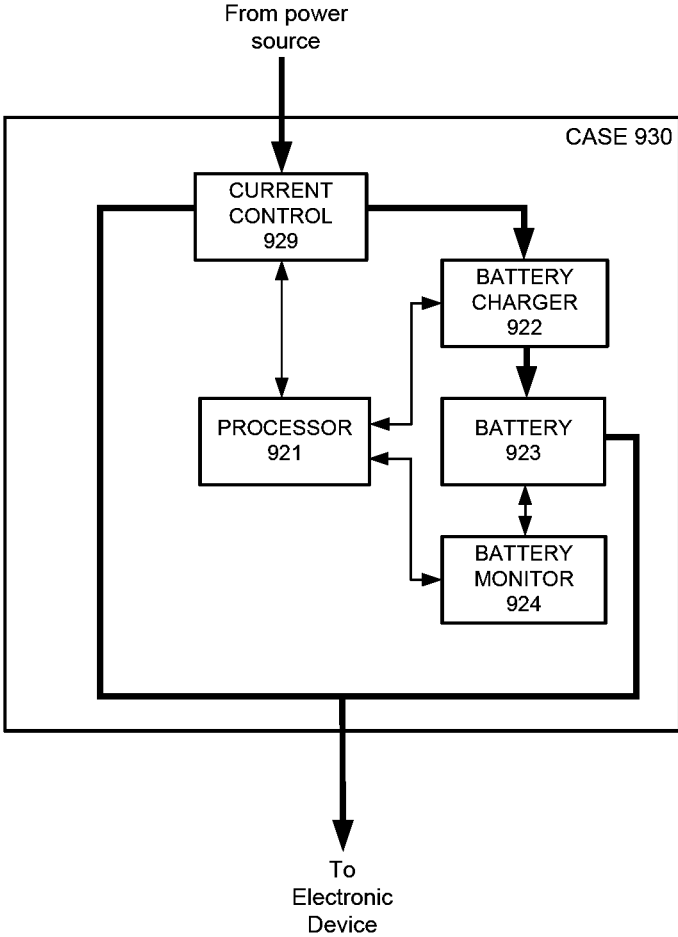 From power
source
CASE 930
CURRENT
CONTROL
929
BATTERY
CHARGER
922
PROCESSOR
921
BATTERY
923
BATTERY
MONITOR
924
To
Electronic
Device